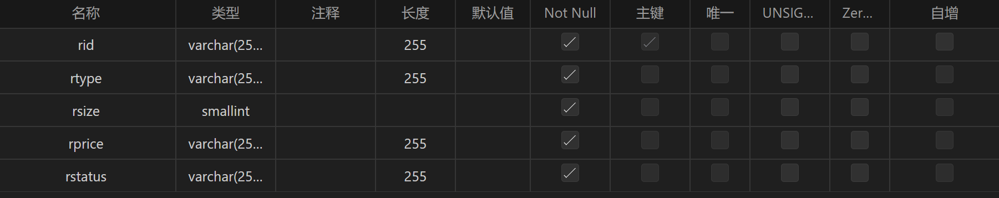 名称 类型 注释 长度 默认值 Not Null 主键 唯一 UNSIG... Zer... 自增
rid varchar(25... 255
rtype varchar(25... 255
rsize smallint
rprice varchar(25... 255
rstatus varchar(25... 255